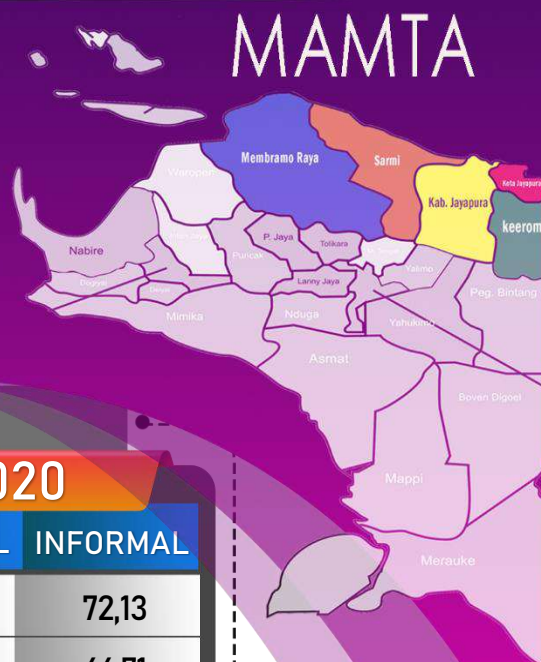 MAMTA
Membramo Raya
Sarmi
Kota Jayapura
Kab. Jayapura
keerom
Waropen
Nabire
P. Jaya
Tolikara
Puncak
Yalimo
Lanny Jaya
Peg. Bintang
Mimika
Nduga
Yahukimo
Asmat
Boven Digoel
Mappi
Merauke
020
L INFORMAL
72,13